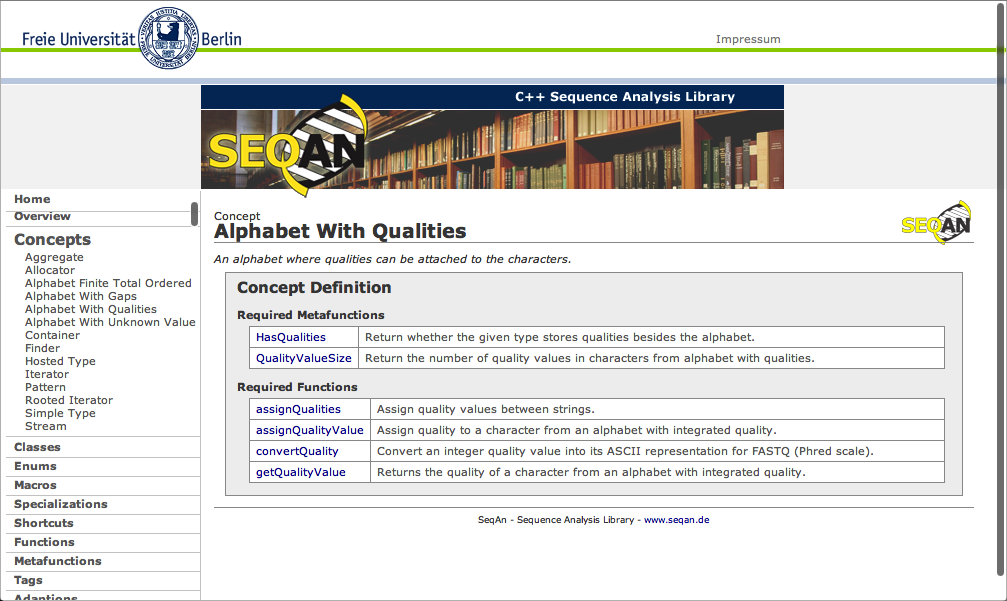 Freie Universität Berlin
Impressum
C++ Sequence Analysis Library
SEQAN
Home
Overview
Concepts
Aggregate
Allocator
Alphabet Finite Total Ordered
Alphabet With Gaps
Alphabet With Qualities
Alphabet With Unknown Value
Container
Finder
Hosted Type
Iterator
Pattern
Rooted Iterator
Simple Type
Stream
Classes
Enums
Macros
Specializations
Shortcuts
Functions
Metafunctions
Tags
Adaptions
Concept
Alphabet With Qualities
SEQAN
An alphabet where qualities can be attached to the characters.
Concept Definition
Required Metafunctions
HasQualities Return whether the given type stores qualities besides the alphabet.
QualityValueSize Return the number of quality values in characters from alphabet with qualities.
Required Functions
assignQualities Assign quality values between strings.
assignQualityValue Assign quality to a character from an alphabet with integrated quality.
convertQuality Convert an integer quality value into its ASCII representation for FASTQ (Phred scale).
getQualityValue Returns the quality of a character from an alphabet with integrated quality.
SeqAn - Sequence Analysis Library - www.seqan.de